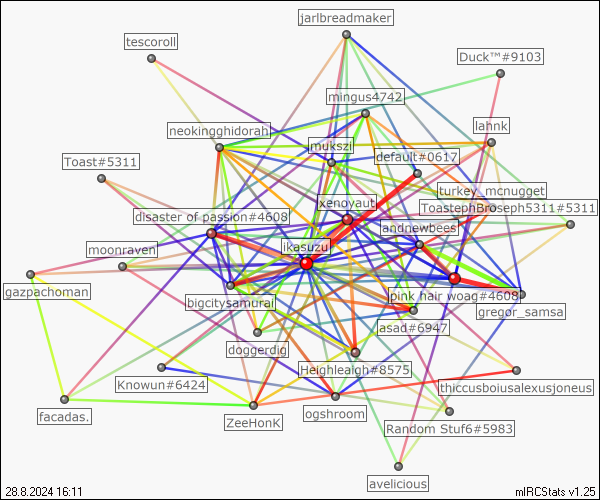 jarlbreadmaker
tescoroll
Duck™#9103
mingus4742
lahnk
neokingghidorah
mukszi
default#0617
Toast#5311
turkey_mcnugget
xenoyaut
ToastephBroseph5311#5311
disaster of passion#4608
andnewbees
ikasuzu
moonraven
gazpachoman
bigcitysamurai
pink hair woag#4608
gregor_samsa
asad#6947
doggerdig
Heighleaigh#8575
Knowun#6424
thiccusboiusalexusjoneus
facadas.
ZeeHonK
ogshroom
Random Stuf6#5983
avelicious
28.8.2024 16:11
mIRCStats v1.25